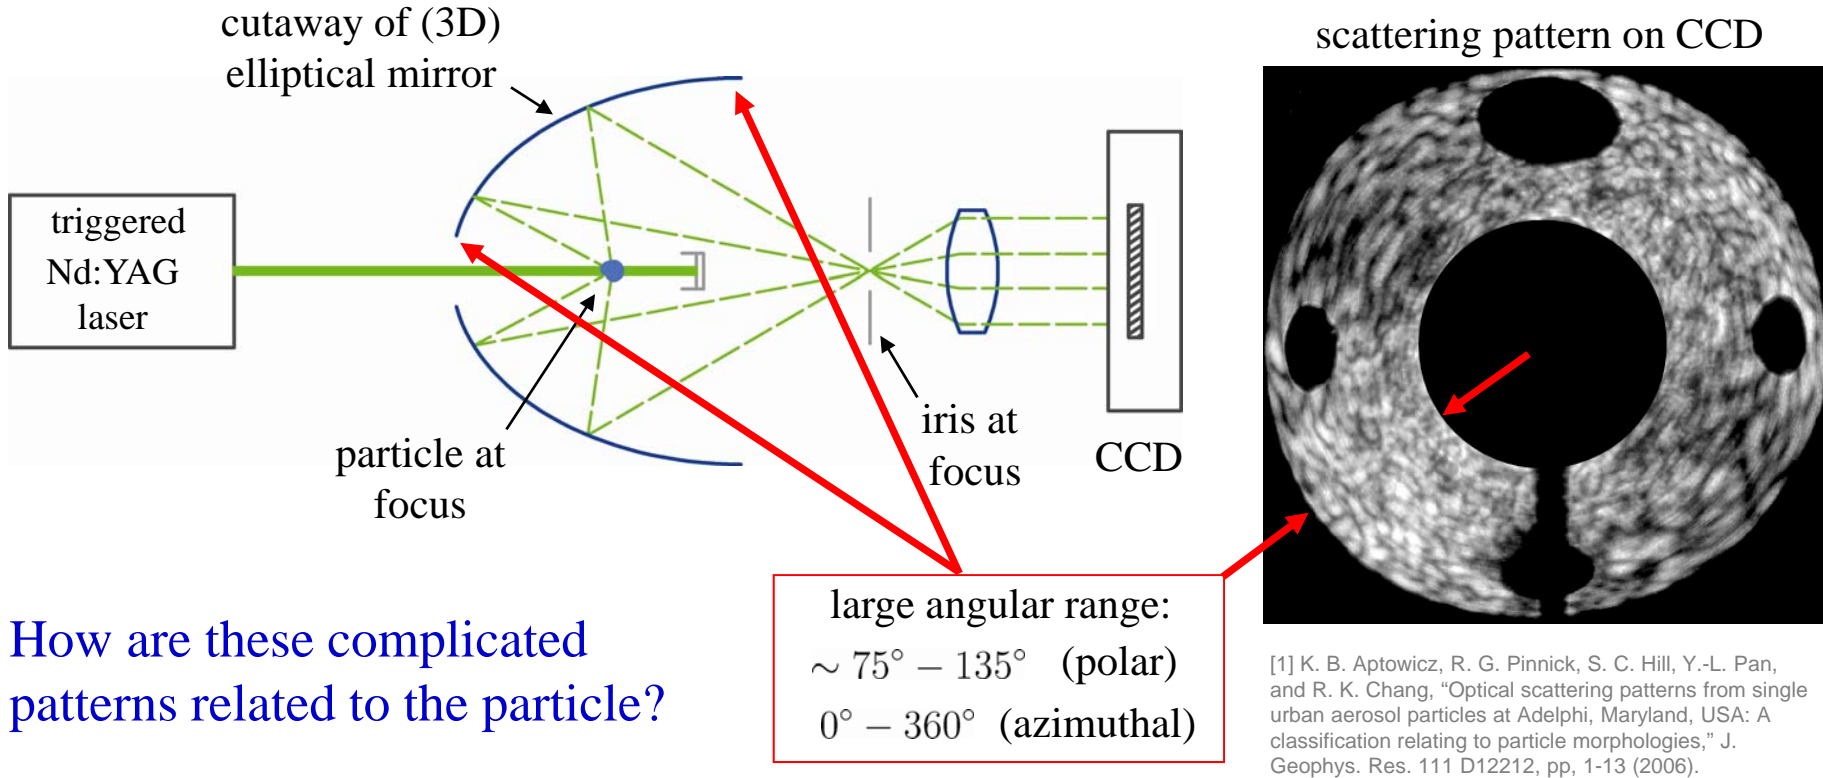 cutaway of (3D)
elliptical mirror
scattering pattern on CCD
triggered
Nd:YAG
laser
particle at
focus
iris at
focus
CCD
large angular range:
∼ 75° − 135° (polar)
0° − 360° (azimuthal)
How are these complicated
patterns related to the particle?
[1] K. B. Aptowicz, R. G. Pinnick, S. C. Hill, Y.-L. Pan,
and R. K. Chang, “Optical scattering patterns from single
urban aerosol particles at Adelphi, Maryland, USA: A
classification relating to particle morphologies,” J.
Geophys. Res. 111 D12212, pp, 1-13 (2006).